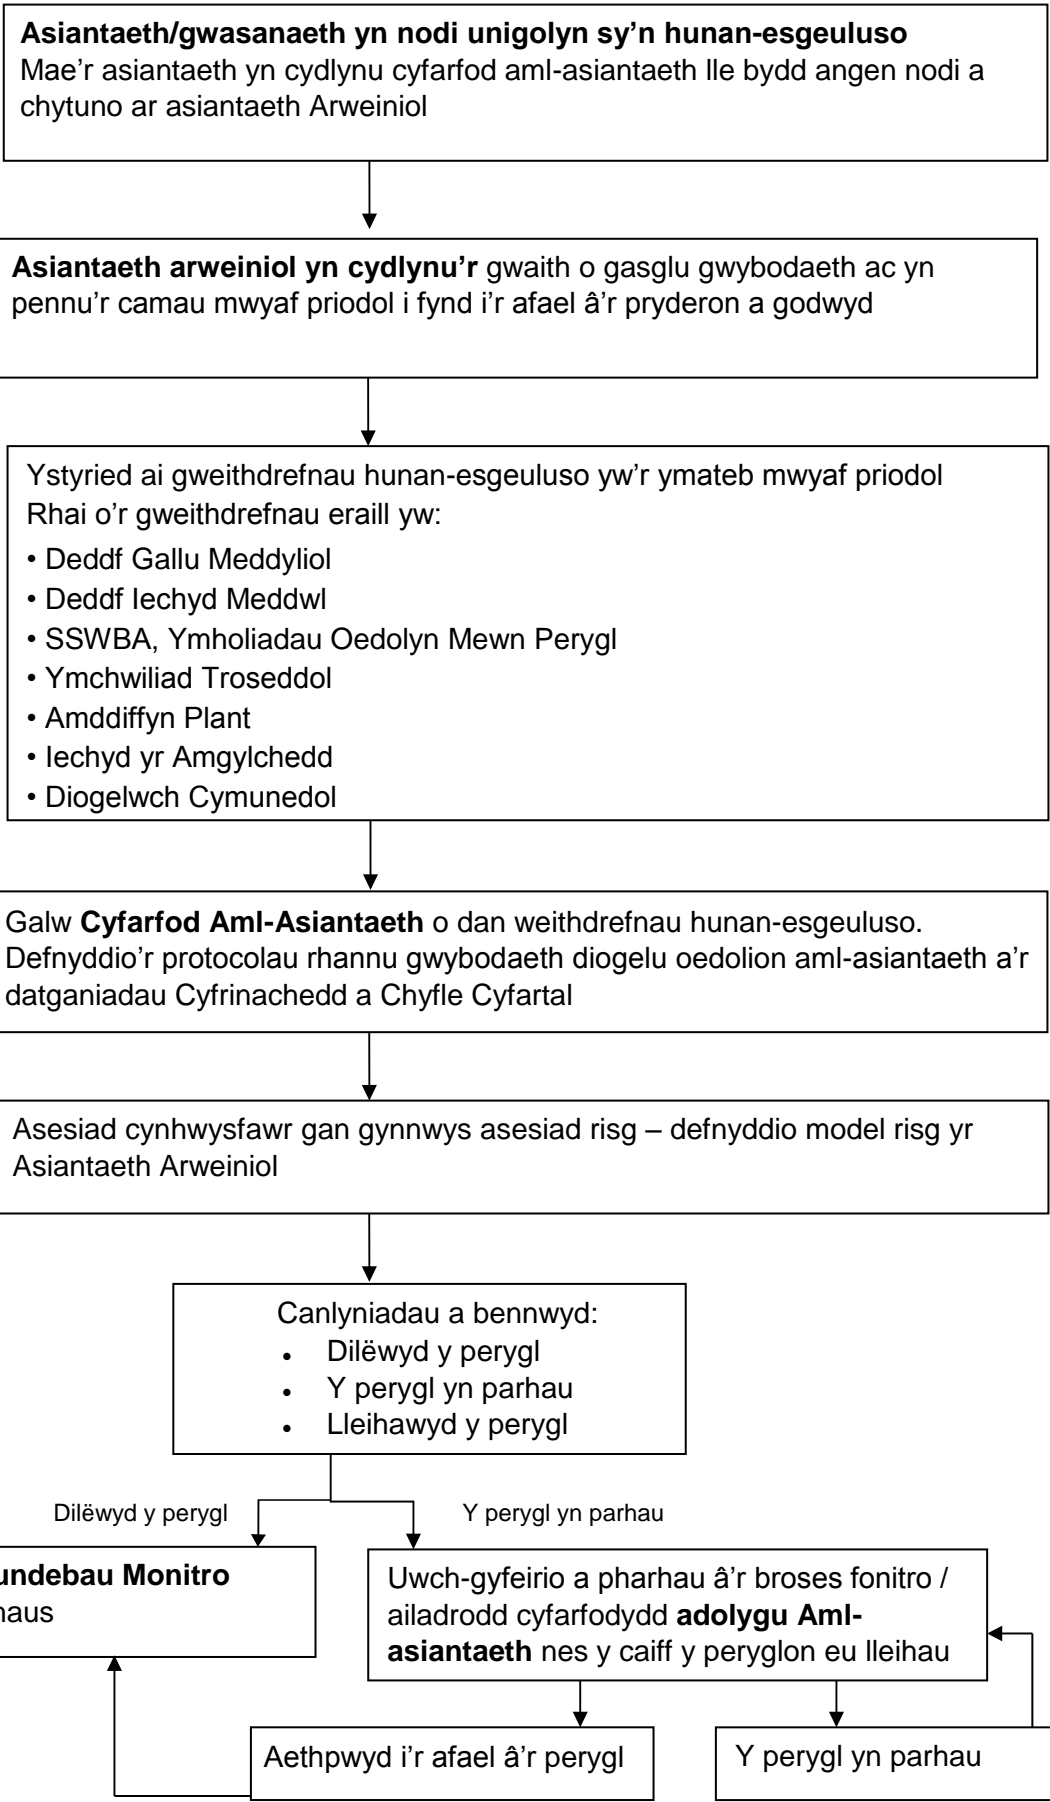 Asiantaeth/gwasanaeth yn nodi unigolyn sy’n hunan-esgeuluso
Mae’r asiantaeth yn cydlynu cyfarfod aml-asiantaeth lle bydd angen nodi a
chytuno ar asiantaeth Arweiniol
Asiantaeth arweiniol yn cydlynu’r gwaith o gasglu gwybodaeth ac yn
pennu’r camau mwyaf priodol i fynd i’r afael â’r pryderon a godwyd
Ystyried ai gweithdrefnau hunan-esgeuluso yw’r ymateb mwyaf priodol
Rhai o’r gweithdrefnau eraill yw:
• Deddf Gallu Meddyliol
• Deddf Iechyd Meddwl
• SSWBA, Ymholiadau Oedolyn Mewn Perygl
• Ymchwiliad Troseddol
• Amddiffyn Plant
• Iechyd yr Amgylchedd
• Diogelwch Cymunedol
Galw Cyfarfod Aml-Asiantaeth o dan weithdrefnau hunan-esgeuluso.
Defnyddio’r protocolau rhannu gwybodaeth diogelu oedolion aml-asiantaeth a’r
datganiadau Cyfrinachedd a Chyfle Cyfartal
Asesiad cynhwysfawr gan gynnwys asesiad risg – defnyddio model risg yr
Asiantaeth Arweiniol
Canlyniadau a bennwyd:
• Dilëwyd y perygl
• Y perygl yn parhau
• Lleihawyd y perygl
Dilëwyd y perygl
Y perygl yn parhau
Monitro
Uwch-gyfeirio a pharhau â’r broses fonitro /
ailadrodd cyfarfodydd adolygu Aml-
asiantaeth nes y caiff y peryglon eu lleihau
Aethpwyd i’r afael â’r perygl
Y perygl yn parhau